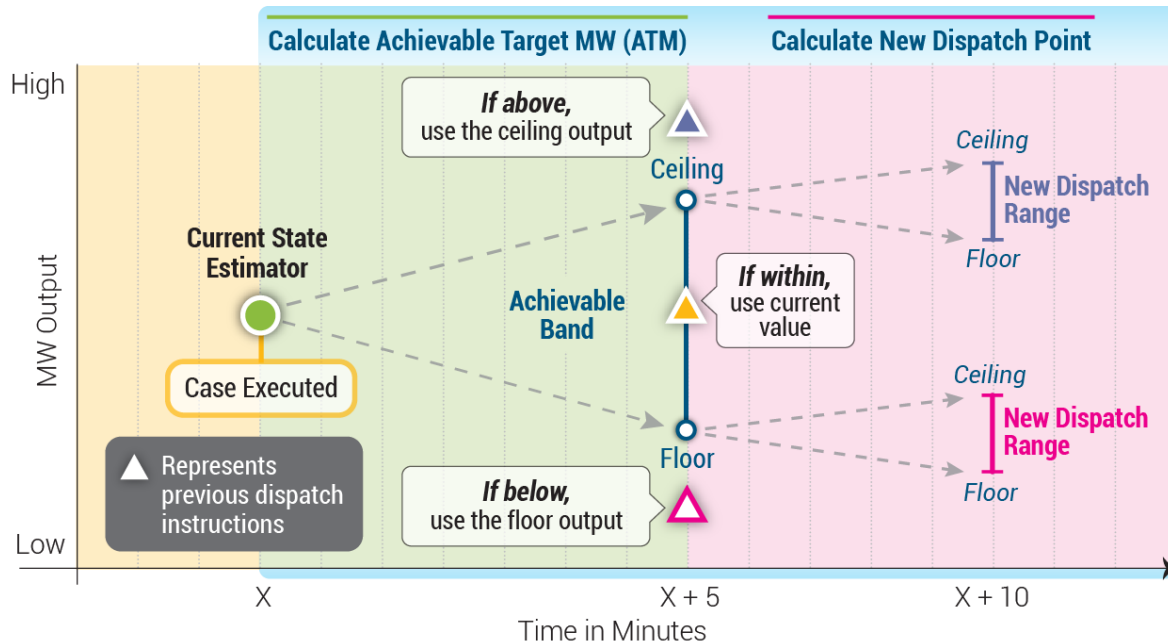 Calculate Achievable Target MW (ATM)
Calculate New Dispatch Point
High
If above,
use the ceiling output
Ceiling
Ceiling
New Dispatch
Range
Floor
Current State
Estimator
MW Output
Achievable
Band
If within,
use current
value
Case Executed
Ceiling
New Dispatch
Range
Floor
Floor
Represents
previous dispatch
instructions
If below,
use the floor output
Low
X
X + 5
X + 10
Time in Minutes